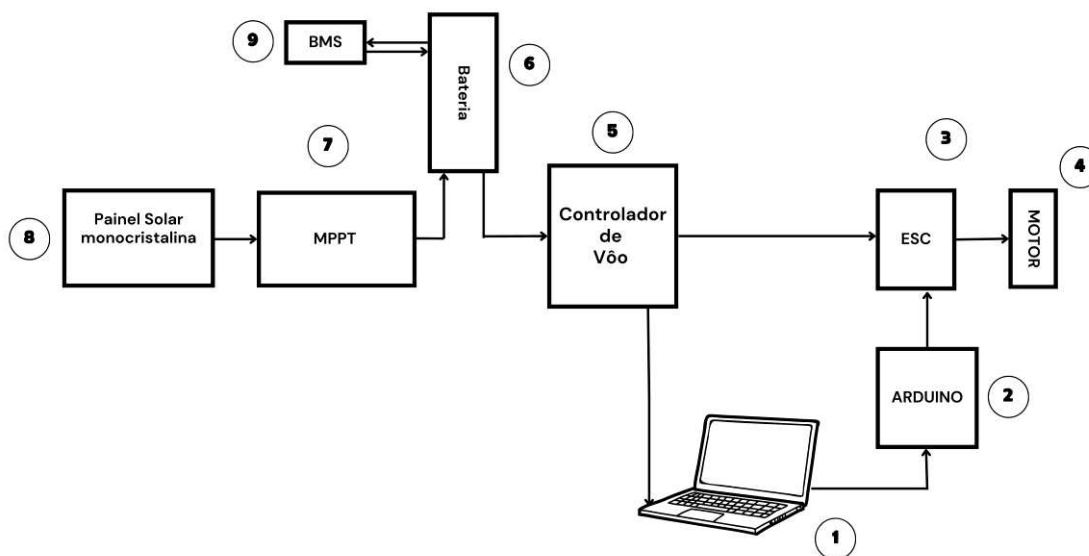 9
BMS
Bateria
6
7
5
3
4
8
Painel Solar
monocristalina
MPPT
Controlador
de
Vôo
ESC
MOTOR
ARDUINO
2
1